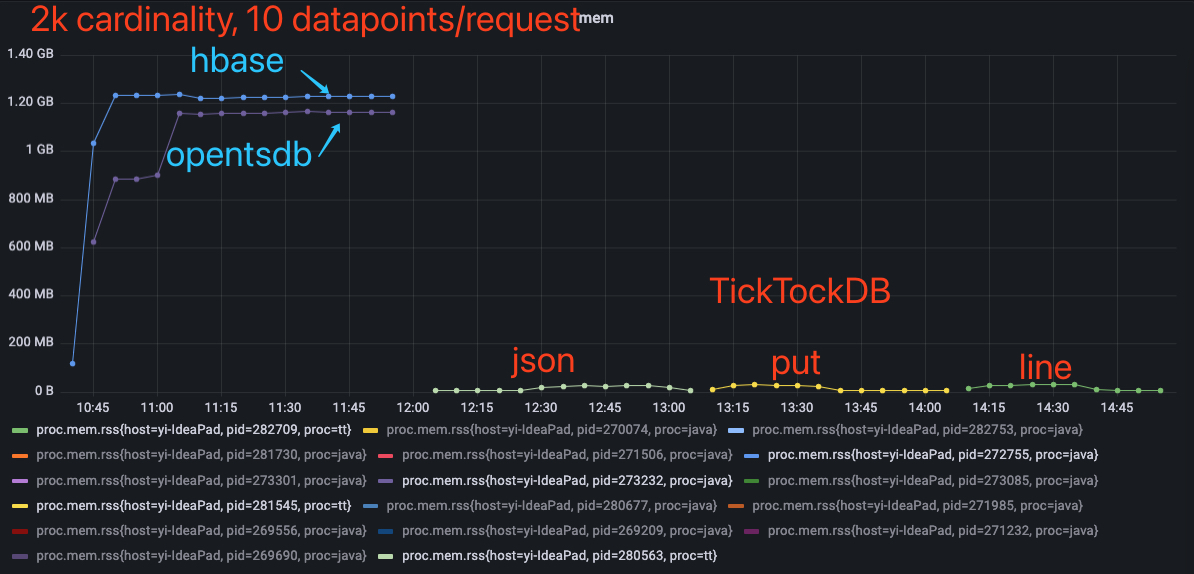 2k cardinality, 10 datapoints/request
mem
1.40 GB
hbase
1.20 GB
1 GB
opentsdb
800 MB
600 MB
400 MB
TickTockDB
200 MB
json
put
line
0 B
10:45 11:00 11:15 11:30 11:45 12:00 12:15 12:30 12:45 13:00 13:15 13:30 13:45 14:00 14:15 14:30 14:45
proc.mem.rss{host=yi-IdeaPad, pid=282709, proc=tt} proc.mem.rss{host=yi-IdeaPad, pid=270074, proc=java} proc.mem.rss{host=yi-IdeaPad, pid=282753, proc=java}
proc.mem.rss{host=yi-IdeaPad, pid=281730, proc=java} proc.mem.rss{host=yi-IdeaPad, pid=271506, proc=java} proc.mem.rss{host=yi-IdeaPad, pid=272755, proc=java}
proc.mem.rss{host=yi-IdeaPad, pid=273301, proc=java} proc.mem.rss{host=yi-IdeaPad, pid=273232, proc=java} proc.mem.rss{host=yi-IdeaPad, pid=273085, proc=java}
proc.mem.rss{host=yi-IdeaPad, pid=281545, proc=tt} proc.mem.rss{host=yi-IdeaPad, pid=280677, proc=java} proc.mem.rss{host=yi-IdeaPad, pid=271985, proc=java}
proc.mem.rss{host=yi-IdeaPad, pid=269556, proc=java} proc.mem.rss{host=yi-IdeaPad, pid=269209, proc=java} proc.mem.rss{host=yi-IdeaPad, pid=271232, proc=java}
proc.mem.rss{host=yi-IdeaPad, pid=269690, proc=java} proc.mem.rss{host=yi-IdeaPad, pid=280563, proc=tt}